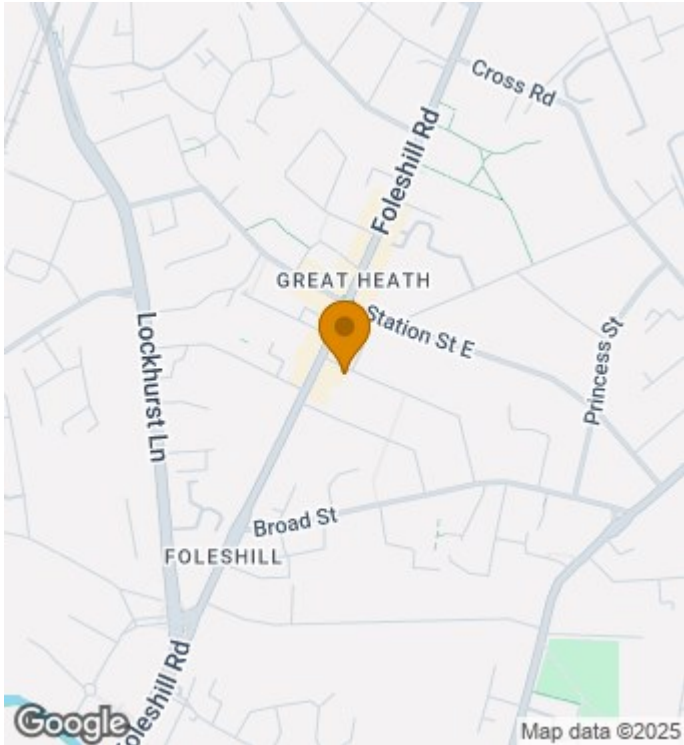 Cross Rd
Foleshill Rd
GREAT HEATH
Station St E
Princess St
Lockhurst Ln
Broad St
FOLESHILL
Foleshill Rd
Google
Map data ©2025